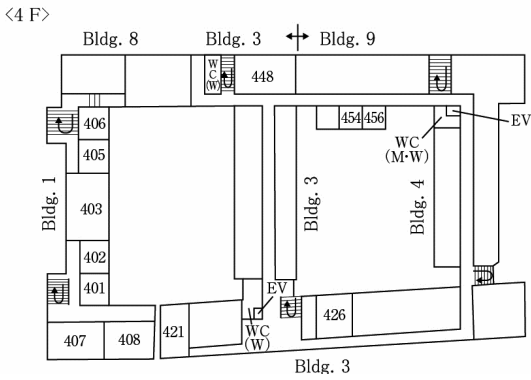 <4 F>
Bldg. 8
Bldg. 3
Bldg. 9
W
C
(W)
448
406
454
456
EV
WC
(M·W)
405
Bldg. 1
403
Bldg. 3
Bldg. 4
402
401
EV
407
408
421
WC
(W)
426
Bldg. 3